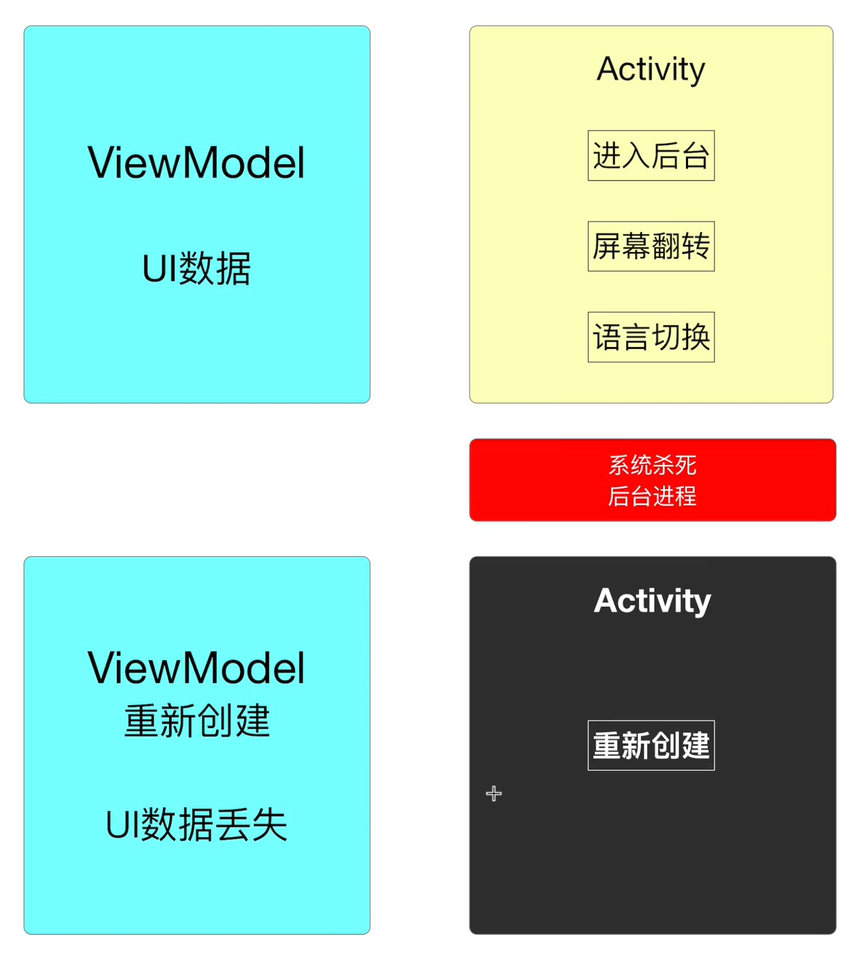 ViewModel
UI数据
Activity
进入后台
屏幕翻转
语言切换
系统杀死
后台进程
ViewModel
重新创建
UI数据丢失
Activity
重新创建